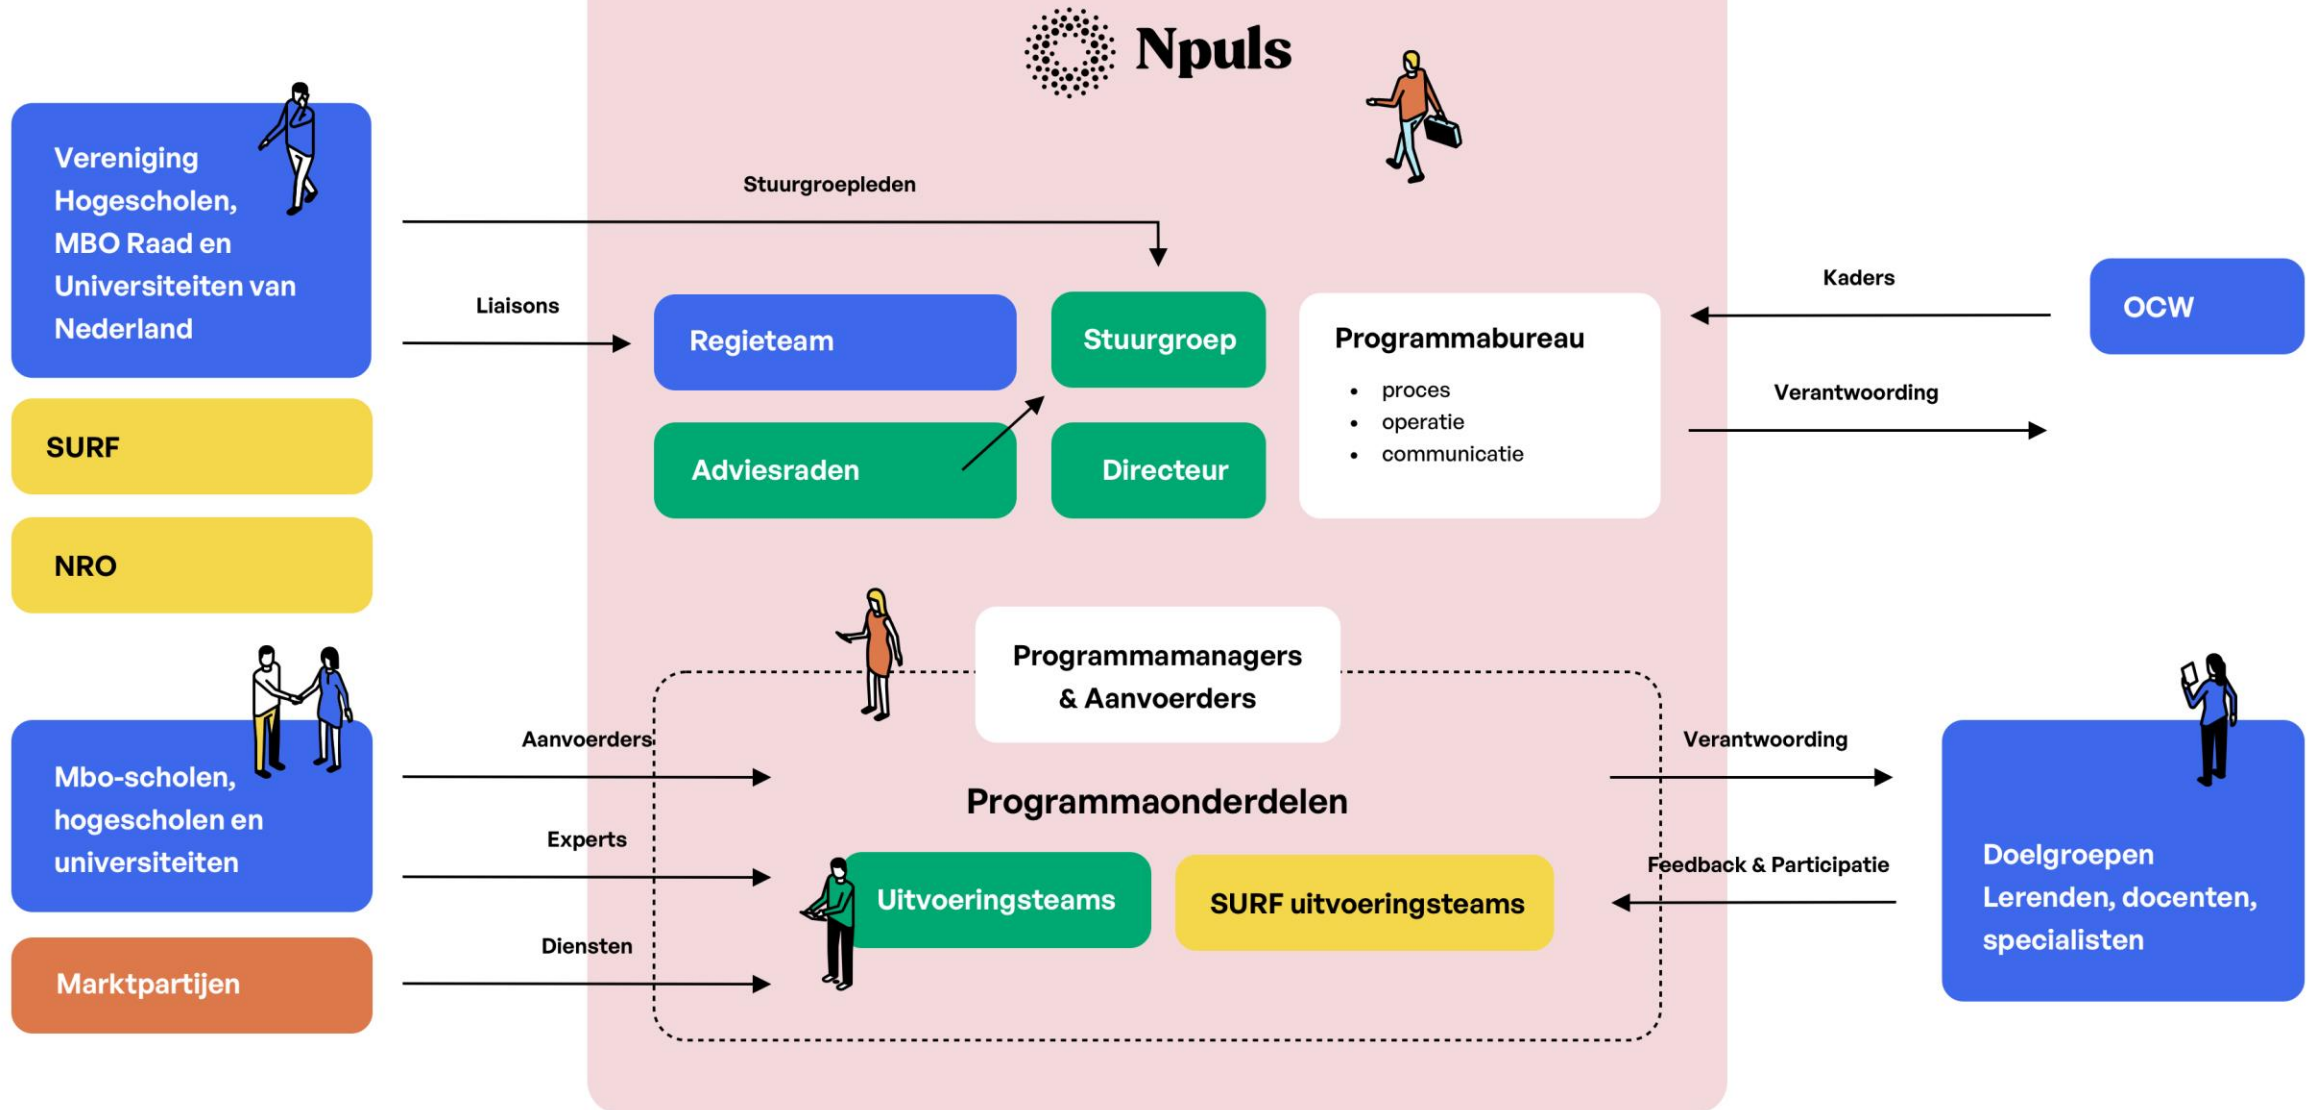 Npuls
Vereniging
Hogescholen,
MBO Raad en
Universiteiten van
Nederland
SURF
NRO
Stuurgroepleden
Liaisons
Regieteam
Stuurgroep
Adviesraden
Directeur
Programmabureau
• proces
• operatie
• communicatie
Kaders
OCW
Verantwoording
Mbo-scholen,
hogescholen en
universiteiten
Marktpartijen
Aanvoerders
Experts
Diensten
Programmamanagers
& Aanvoerders
Programmaonderdelen
Uitvoeringsteams
SURF uitvoeringsteams
Verantwoording
Feedback & Participatie
Doelgroepen
Lerenden, docenten,
specialisten